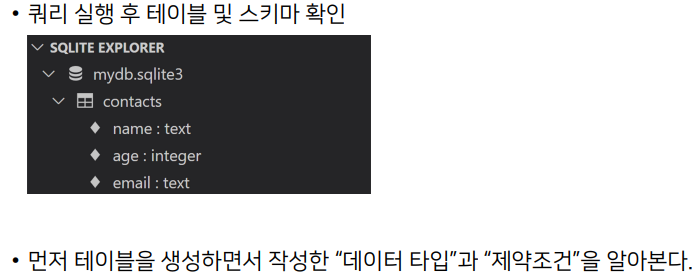 • 쿼리 실행 후 테이블 및 스키마 확인
SQLITE EXPLORER
mydb.sqlite3
contacts
name : text
age : integer
email : text
• 먼저 테이블을 생성하면서 작성한 “데이터 타입”과 “제약조건”을 알아본다.